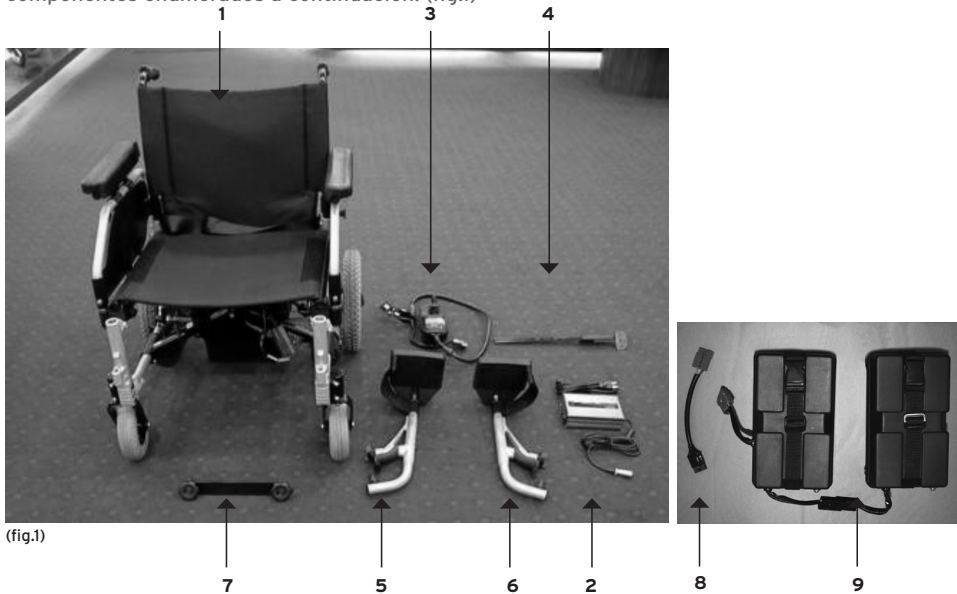 componentes enumerados a continuación. (fig.1)
1 3 4
(fig.1)
7 5 6 2 8 9